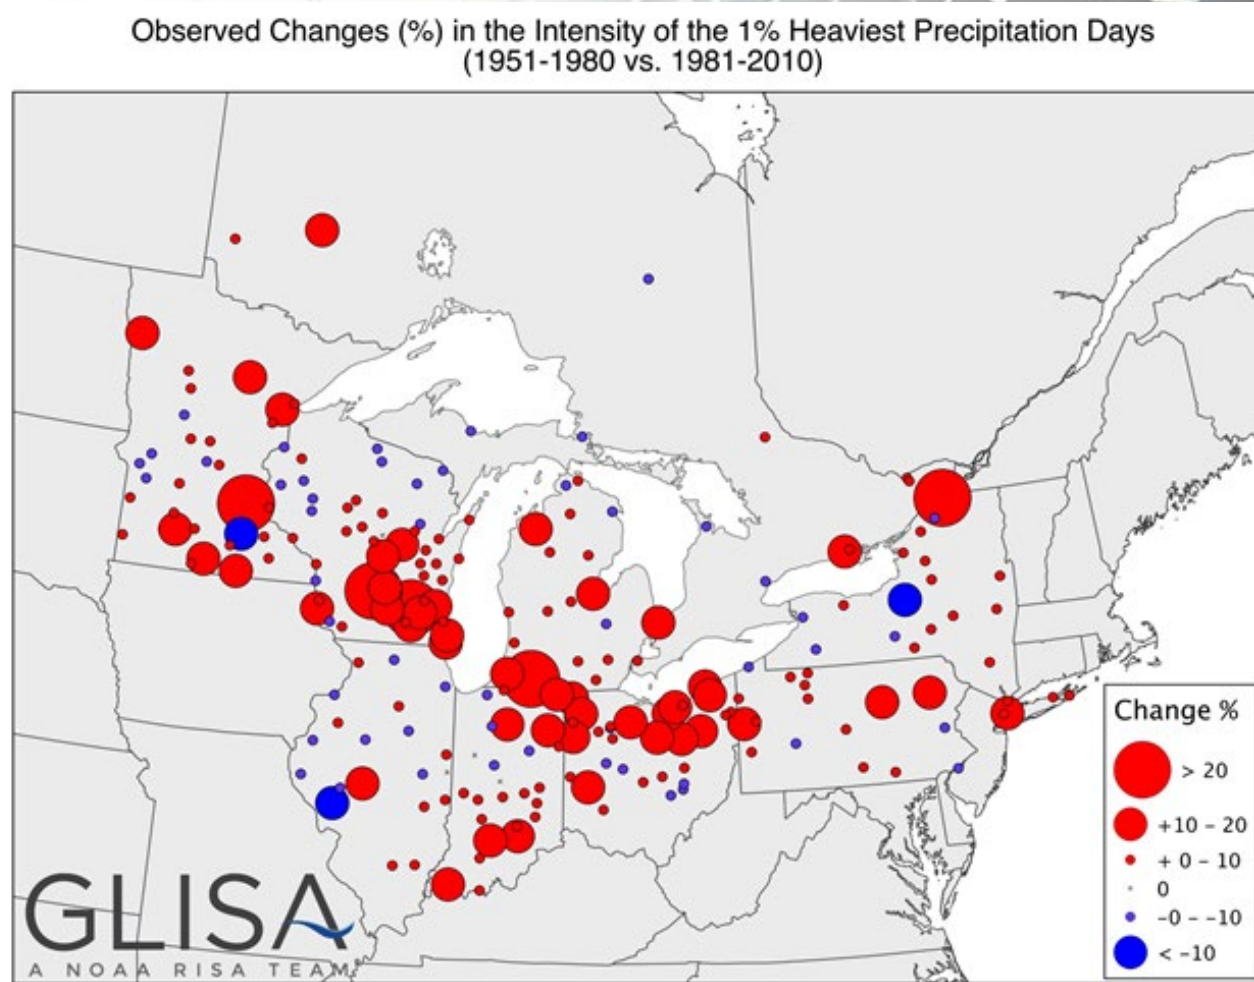 Observed Changes (%) in the Intensity of the 1% Heaviest Precipitation Days
(1951-1980 vs. 1981-2010)
Change %
> 20
+10 – 20
+ 0 – 10
0
-0 – -10
< -10
GLISA
A NOAA RISA TEAM